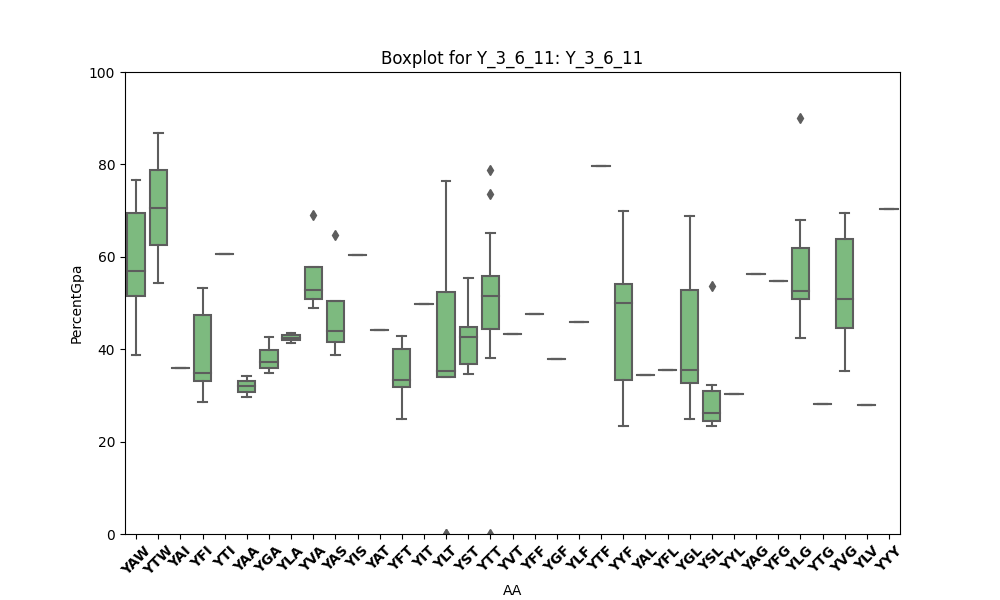 Boxplot for Y_3_6_11: Y_3_6_11
100
80
60
40
20
0
PercentGpa
YAW YTW YAI YFI YTI YAA YGA YLA YVA YAS YIS YAT YFT YIT YLT YST YTT YVT YFF YGF YLF YTF YYF YAL YFL YGL YSL YYL YAG YFG YLG YTG YVG YLV YYY
AA